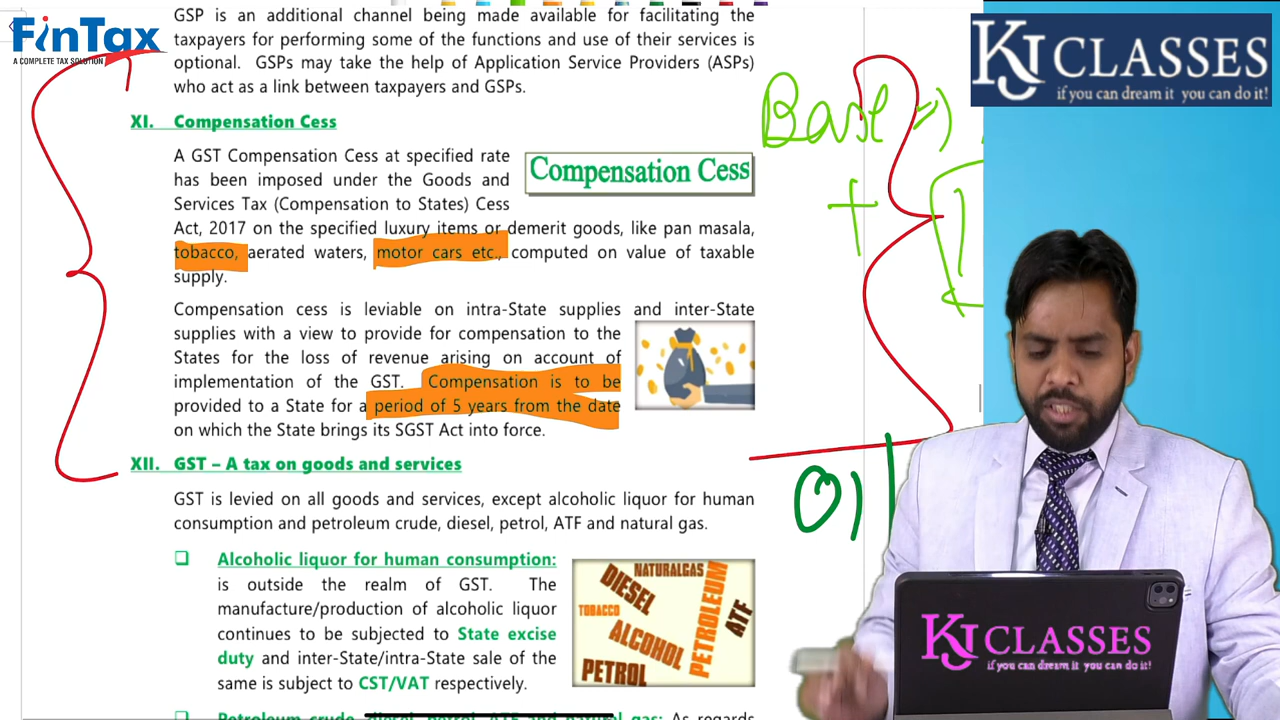 GSP is an additional channel being made available for facilitating the
taxpayers for performing some of the functions and use of their services is
optional. GSPs may take the help of Application Service Providers (ASPs)
who act as a link between taxpayers and GSPs.
FinTax
A COMPLETE TAX SOLUTION
KJ CLASSES
if you can dream it you can do it!
Base =>
+
XI. Compensation Cess
A GST Compensation Cess at specified rate
has been imposed under the Goods and
Services Tax (Compensation to States) Cess
Compensation Cess
Act, 2017 on the specified luxury items or demerit goods, like pan masala,
tobacco, aerated waters, motor cars etc., computed on value of taxable
supply.
Compensation cess is leviable on intra-State supplies and inter-State
supplies with a view to provide for compensation to the
States for the loss of revenue arising on account of
implementation of the GST. Compensation is to be
provided to a State for a period of 5 years from the date
on which the State brings its SGST Act into force.
XII. GST – A tax on goods and services
GST is levied on all goods and services, except alcoholic liquor for human
consumption and petroleum crude, diesel, petrol, ATF and natural gas.
Alcoholic liquor for human consumption:
is outside the realm of GST. The
manufacture/production of alcoholic liquor
continues to be subjected to State excise
duty and inter-State/intra-State sale of the
same is subject to CST/VAT respectively.
NATURALGAS
DIESEL
TOBACCO
ALCOHOL
PETROLEUM
ATF
PETROL
KJ CLASSES
if you can dream it you can do it!
Petroleum crude, diesel, petrol, ATF and natural gas: As regards